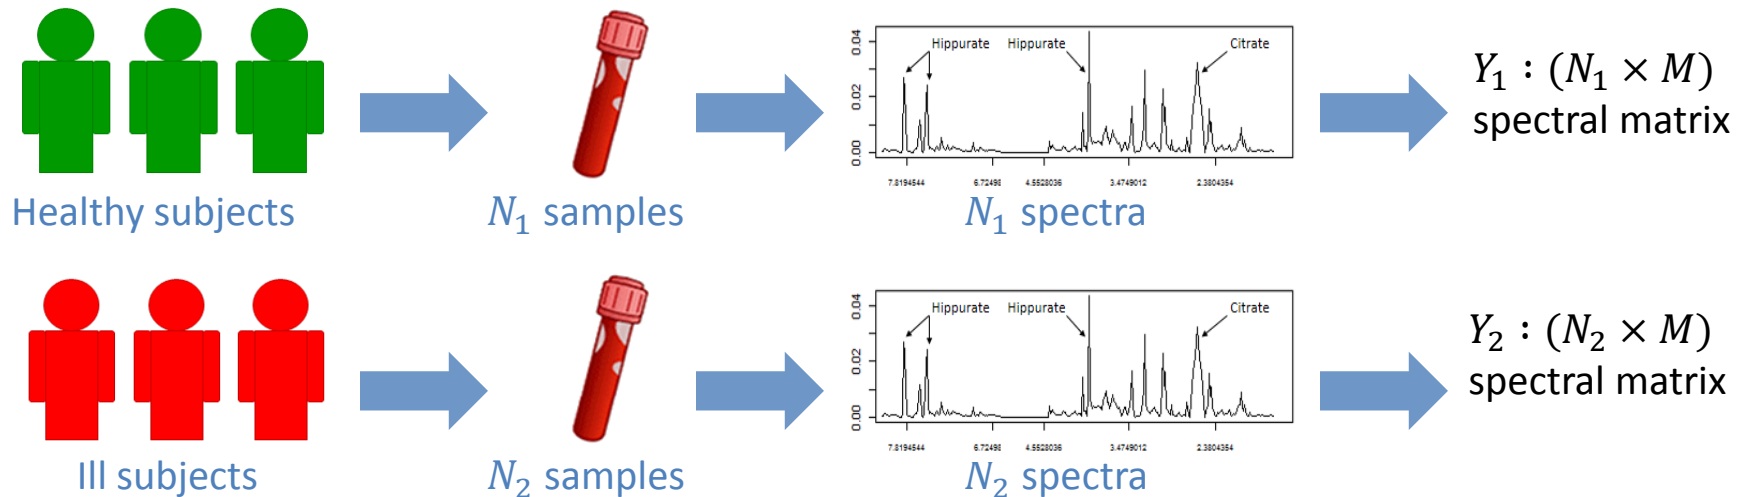 Hippurate Hippurate Citrate
0.04
0.02
0.00
7.8194544 6.72498 4.5528036 3.4749012 2.3804354
Y₁ : (N₁ × M)
spectral matrix
Healthy subjects
N₁ samples
N₁ spectra
Hippurate Hippurate Citrate
0.04
0.02
0.00
7.8194544 6.72498 4.5528036 3.4749012 2.3804354
Y₂ : (N₂ × M)
spectral matrix
Ill subjects
N₂ samples
N₂ spectra